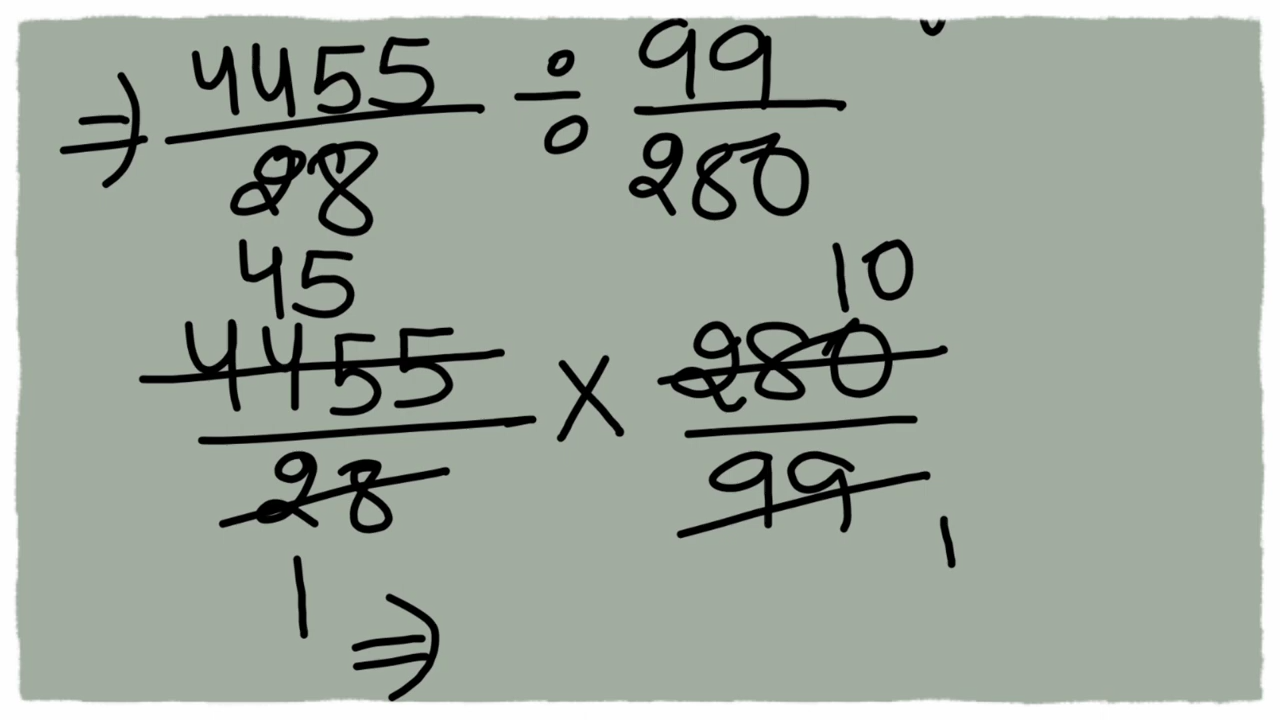 ⇒ 4455/28 ÷ 99/280
45 10
4455/28 × 280/99
1 1
⇒